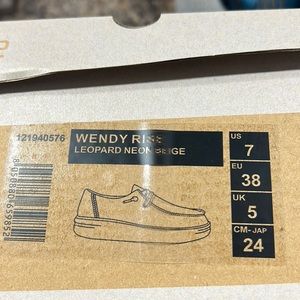 121940576
WENDY RISE
LEOPARD NEON BEIGE
US
7
EU
38
UK
5
CM-JAP
24